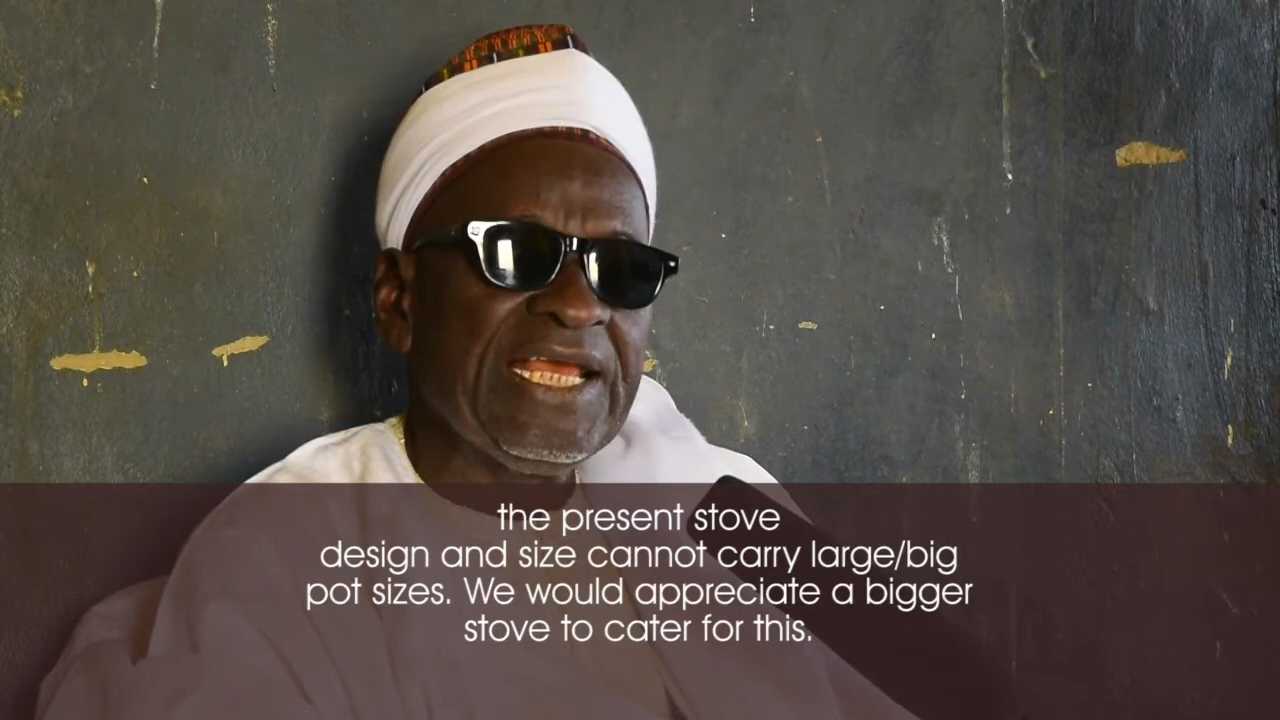 the present stove
design and size cannot carry large/big
pot sizes. We would appreciate a bigger
stove to cater for this.